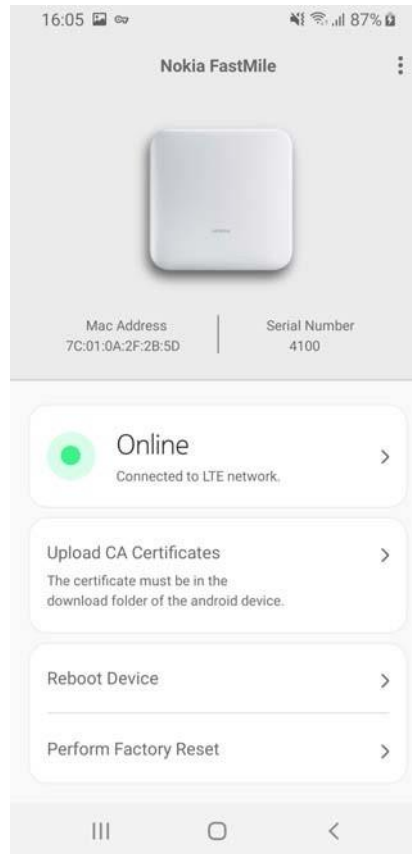 16:05 87%
Nokia FastMile
Mac Address Serial Number
7C:01:0A:2F:2B:5D 4100
Online
Connected to LTE network.
Upload CA Certificates
The certificate must be in the
download folder of the android device.
Reboot Device
Perform Factory Reset